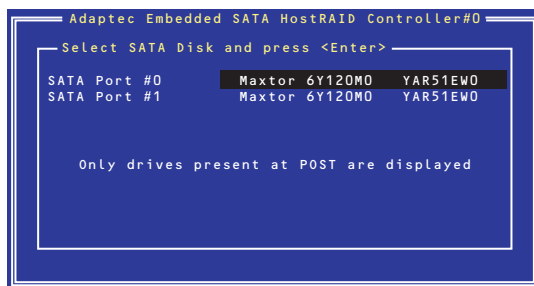 Adaptec Embedded SATA HostRAID Controller#0
Select SATA Disk and press <Enter>
SATA Port #0 Maxtor 6Y120M0 YAR51EW0
SATA Port #1 Maxtor 6Y120M0 YAR51EW0
Only drives present at POST are displayed